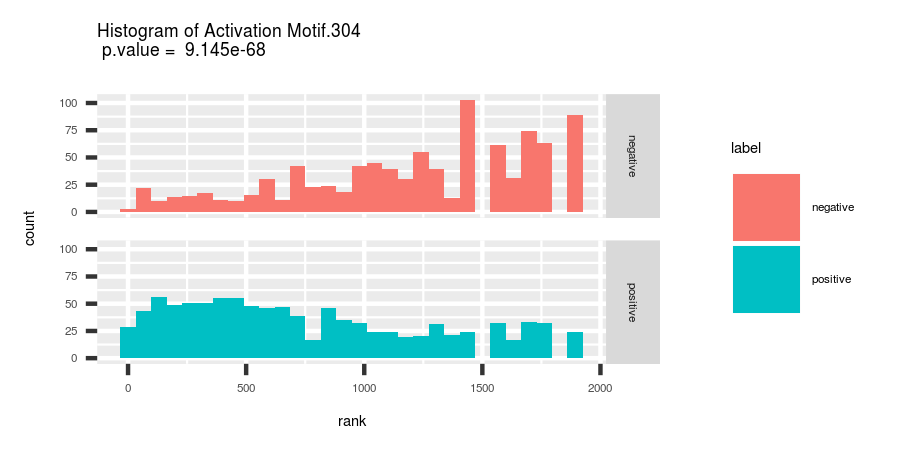 Histogram of Activation Motif.304
p.value = 9.145e-68
count
100
75
50
25
0
negative
100
75
50
25
0
positive
0 500 1000 1500 2000
rank
label
negative
positive